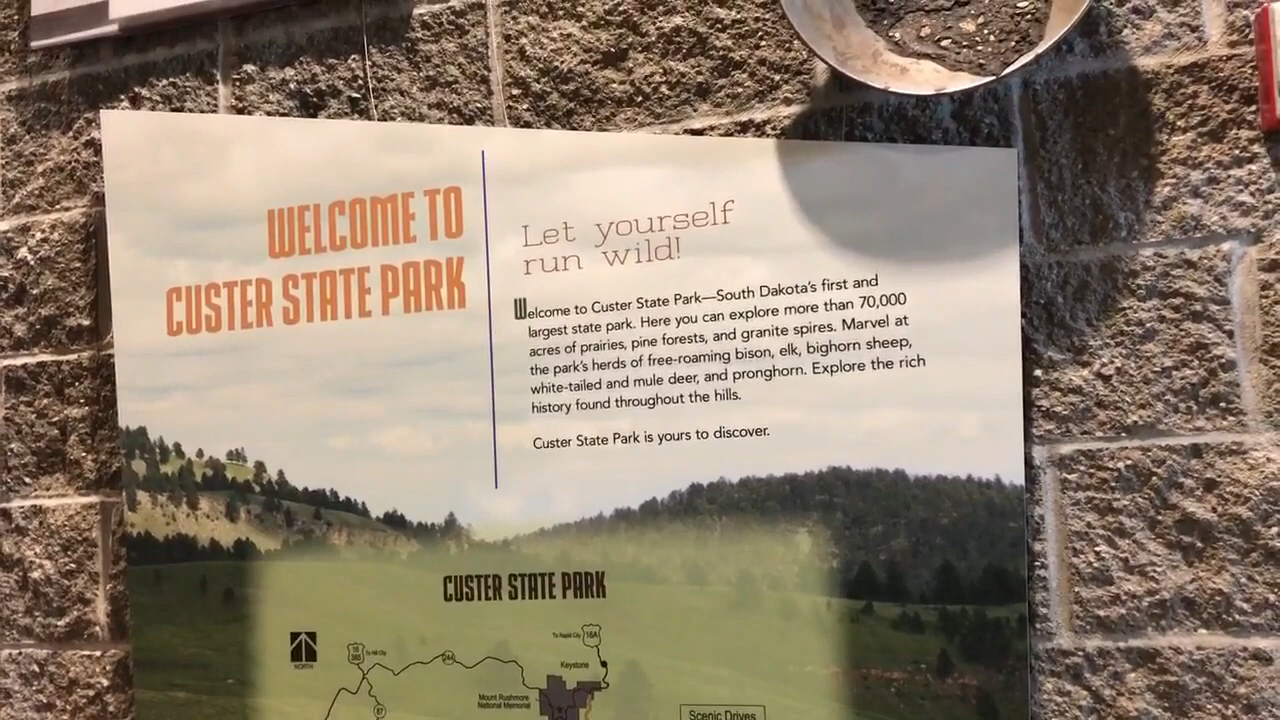 WELCOME TO
CUSTER STATE PARK
Let yourself
run wild!
Welcome to Custer State Park—South Dakota's first and
largest state park. Here you can explore more than 70,000
acres of prairies, pine forests, and granite spires. Marvel at
the park's herds of free-roaming bison, elk, bighorn sheep,
white-tailed and mule deer, and pronghorn. Explore the rich
history found throughout the hills.
Custer State Park is yours to discover.
CUSTER STATE PARK
NORTH
16
385
To Hill City
244
87
To Rapid City
16A
Keystone
Mount Rushmore
National Memorial
Scenic Drives